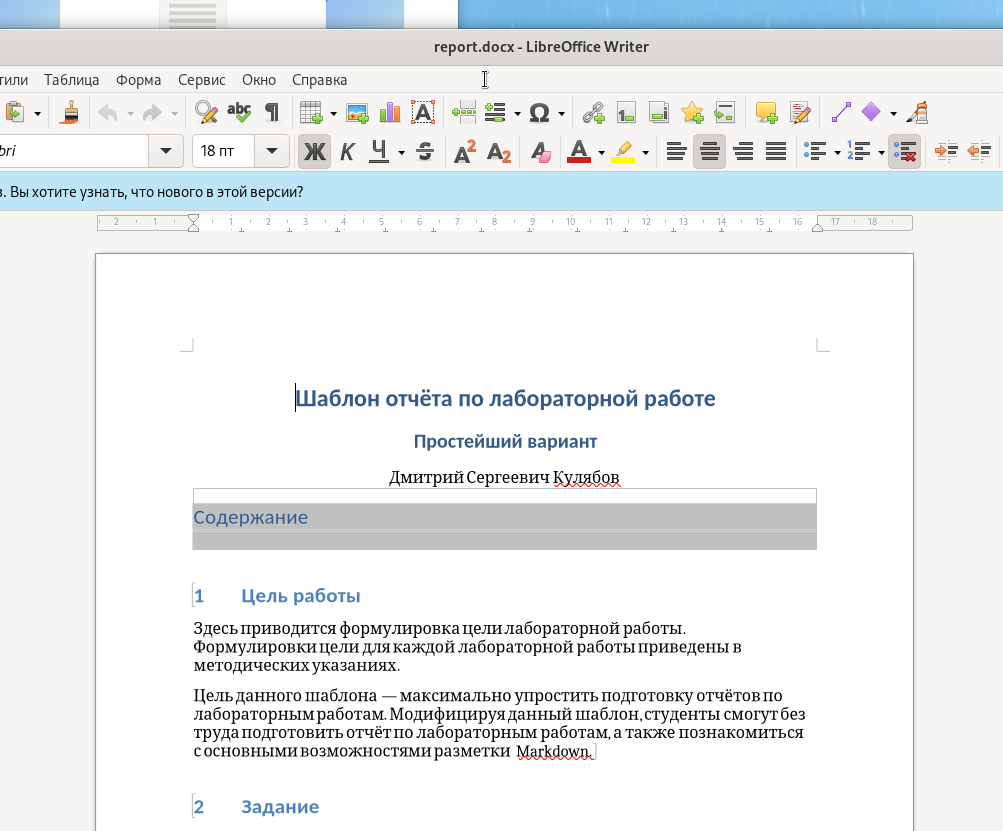 report.docx - LibreOffice Writer
тили Таблица Форма Сервис Окно Справка
bri 18 пт Ж К Ч S A2 A2 A A
в. Вы хотите узнать, что нового в этой версии?
2 1 1 2 3 4 5 6 7 8 9 10 11 12 13 14 15 16 17 18
Шаблон отчёта по лабораторной работе
Простейший вариант
Дмитрий Сергеевич Кулябов
Содержание
1 Цель работы
Здесь приводится формулировка цели лабораторной работы.
Формулировки цели для каждой лабораторной работы приведены в
методических указаниях.
Цель данного шаблона — максимально упростить подготовку отчётов по
лабораторным работам. Модифицируя данный шаблон, студенты смогут без
труда подготовить отчёт по лабораторным работам, а также познакомиться
с основными возможностями разметки Markdown.
2 Задание